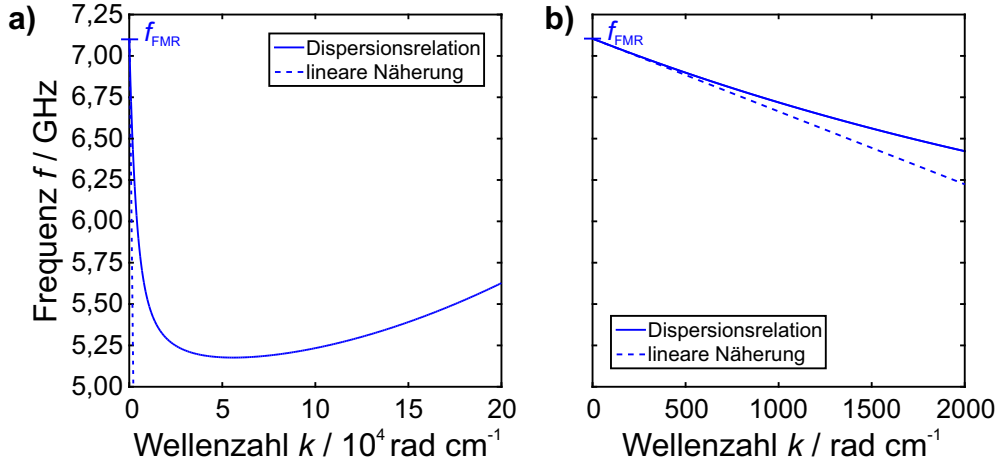 a)
Frequenz f / GHz
7,25
7,00
6,75
6,50
6,25
6,00
5,75
5,50
5,25
5,00
fFMR
Dispersionsrelation
lineare Näherung
0
5
10
15
20
Wellenzahl k / 10⁴ rad cm⁻¹
b)
fFMR
Dispersionsrelation
lineare Näherung
0
500
1000
1500
2000
Wellenzahl k / rad cm⁻¹